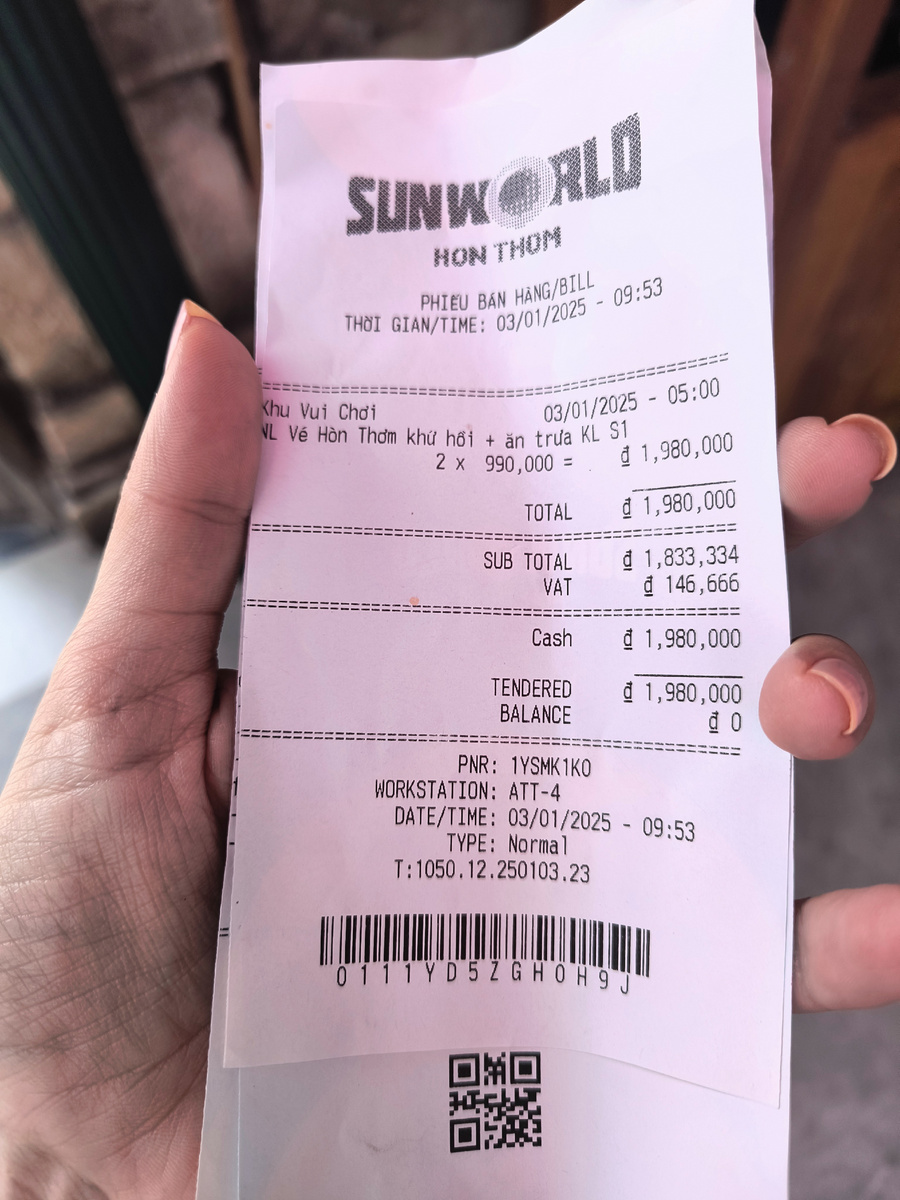 SUNWORLD
HON THOM
PHIẾU BÁN HÀNG/BILL
THỜI GIAN/TIME: 03/01/2025 - 09:53
Khu Vui Chơi 03/01/2025 - 05:00
NL Vé Hòn Thơm khứ hồi + ăn trưa KL S1
2 x 990,000 = đ 1,980,000
TOTAL đ 1,980,000
SUB TOTAL đ 1,833,334
VAT đ 146,666
Cash đ 1,980,000
TENDERED đ 1,980,000
BALANCE đ 0
PNR: 1YSMK1K0
WORKSTATION: ATT-4
DATE/TIME: 03/01/2025 - 09:53
TYPE: Normal
T:1050.12.250103.23
0111YD5ZGH0H9J